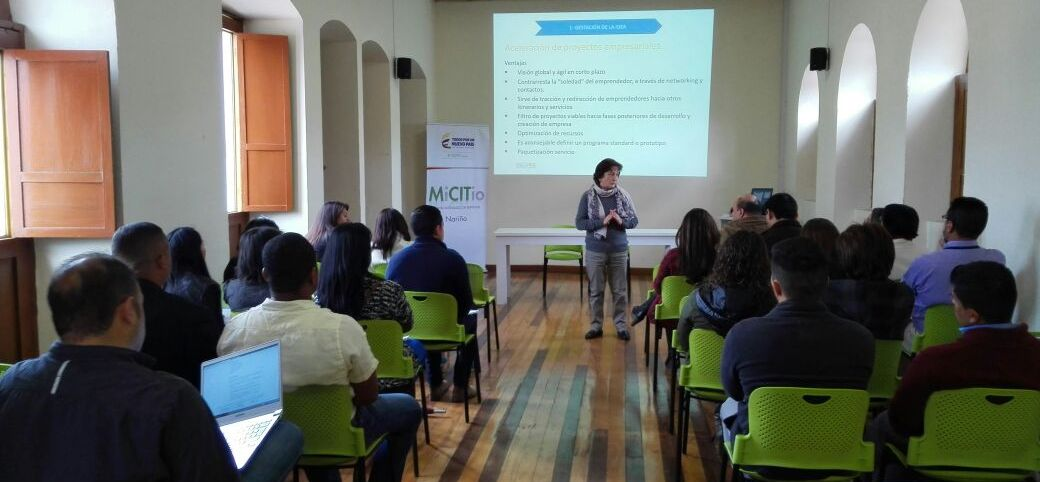 1- GESTACIÓN DE LA IDEA
Aceleración de proyectos empresariales
Ventajas
• Visión global y ágil en corto plazo
• Contrarresta la "soledad" del emprendedor, a través de networking y
contactos.
• Sirve de tracción y redirección de emprendedores hacia otros
itinerarios y servicios
• Filtro de proyectos viables hacia fases posteriores de desarrollo y
creación de empresa
• Optimización de recursos
• Es aconsejable definir un programa standard o prototipo
• Paquetización servicio
TODOS POR UN
NUEVO PAÍS
MiCITio
Nariño